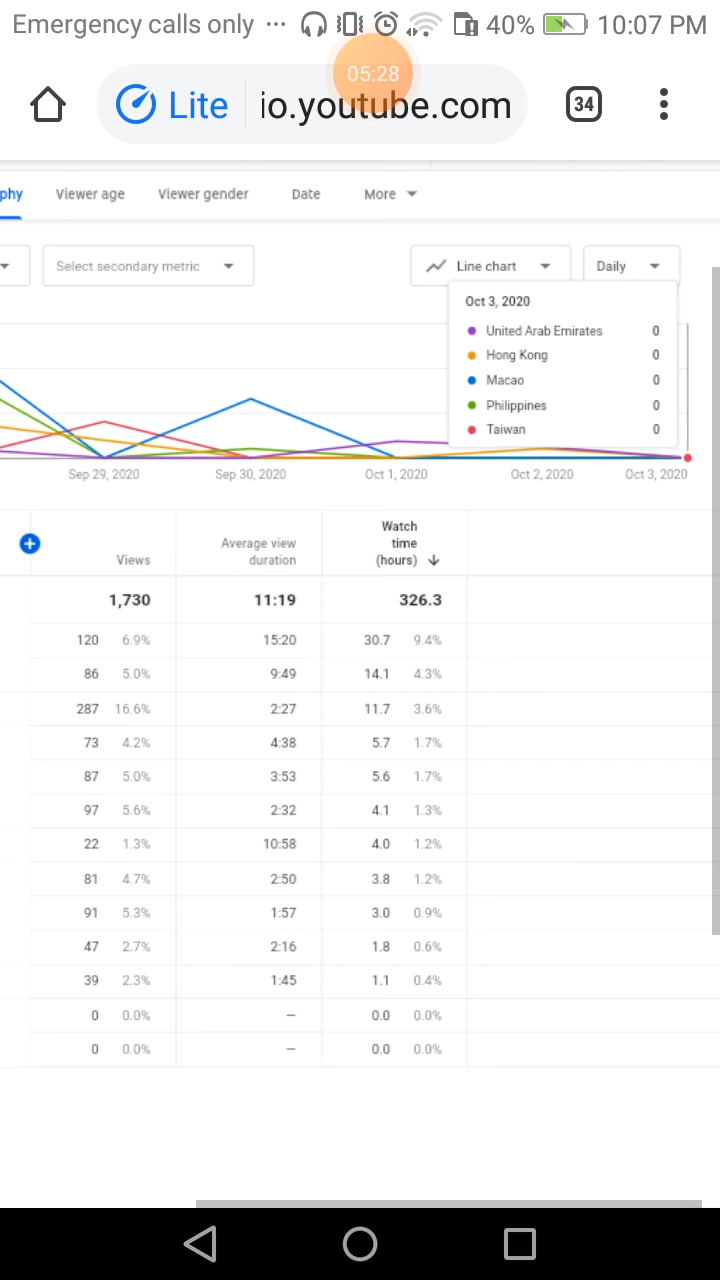 Emergency calls only ... 40% 10:07 PM
05:28
Lite io.youtube.com 34
phy Viewer age Viewer gender Date More
Select secondary metric Line chart Daily
Oct 3, 2020
United Arab Emirates 0
Hong Kong 0
Macao 0
Philippines 0
Taiwan 0
Sep 29, 2020 Sep 30, 2020 Oct 1, 2020 Oct 2, 2020 Oct 3, 2020
Views Average view duration Watch time (hours)
1,730 11:19 326.3
120 6.9% 15:20 30.7 9.4%
86 5.0% 9:49 14.1 4.3%
287 16.6% 2:27 11.7 3.6%
73 4.2% 4:38 5.7 1.7%
87 5.0% 3:53 5.6 1.7%
97 5.6% 2:32 4.1 1.3%
22 1.3% 10:58 4.0 1.2%
81 4.7% 2:50 3.8 1.2%
91 5.3% 1:57 3.0 0.9%
47 2.7% 2:16 1.8 0.6%
39 2.3% 1:45 1.1 0.4%
0 0.0% — 0.0 0.0%
0 0.0% — 0.0 0.0%